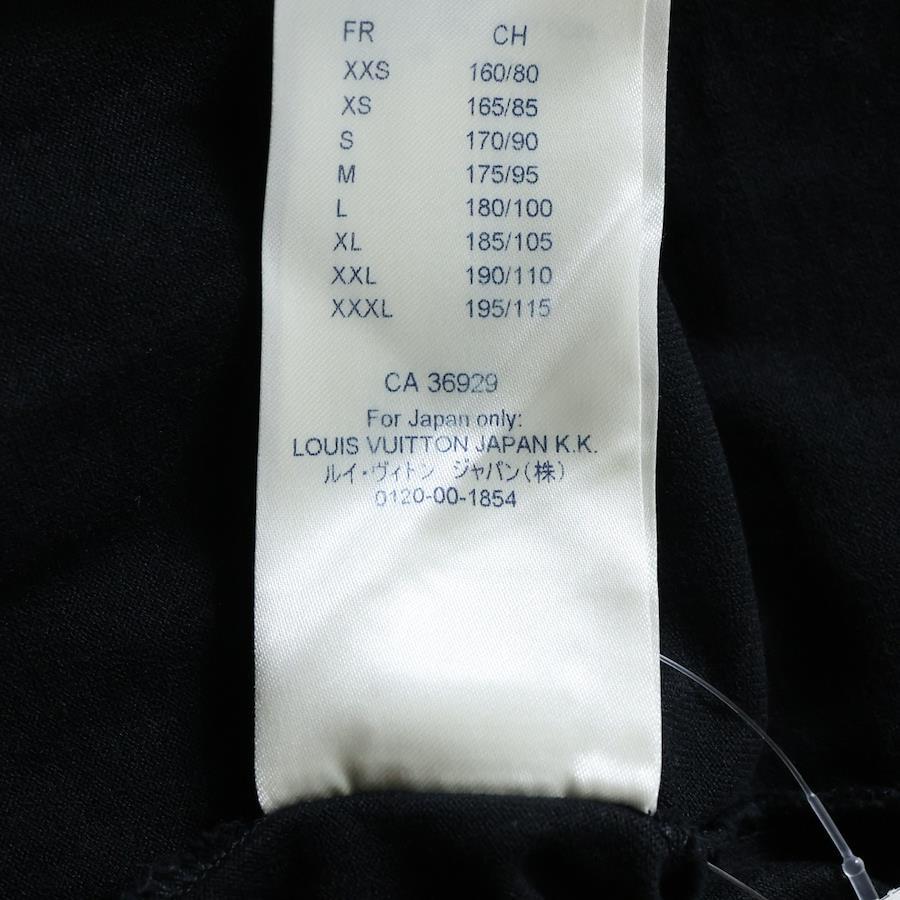 FR CH
XXS 160/80
XS 165/85
S 170/90
M 175/95
L 180/100
XL 185/105
XXL 190/110
XXXL 195/115
CA 36929
For Japan only:
LOUIS VUITTON JAPAN K.K.
ルイ・ヴィトン ジャパン(株)
0120-00-1854